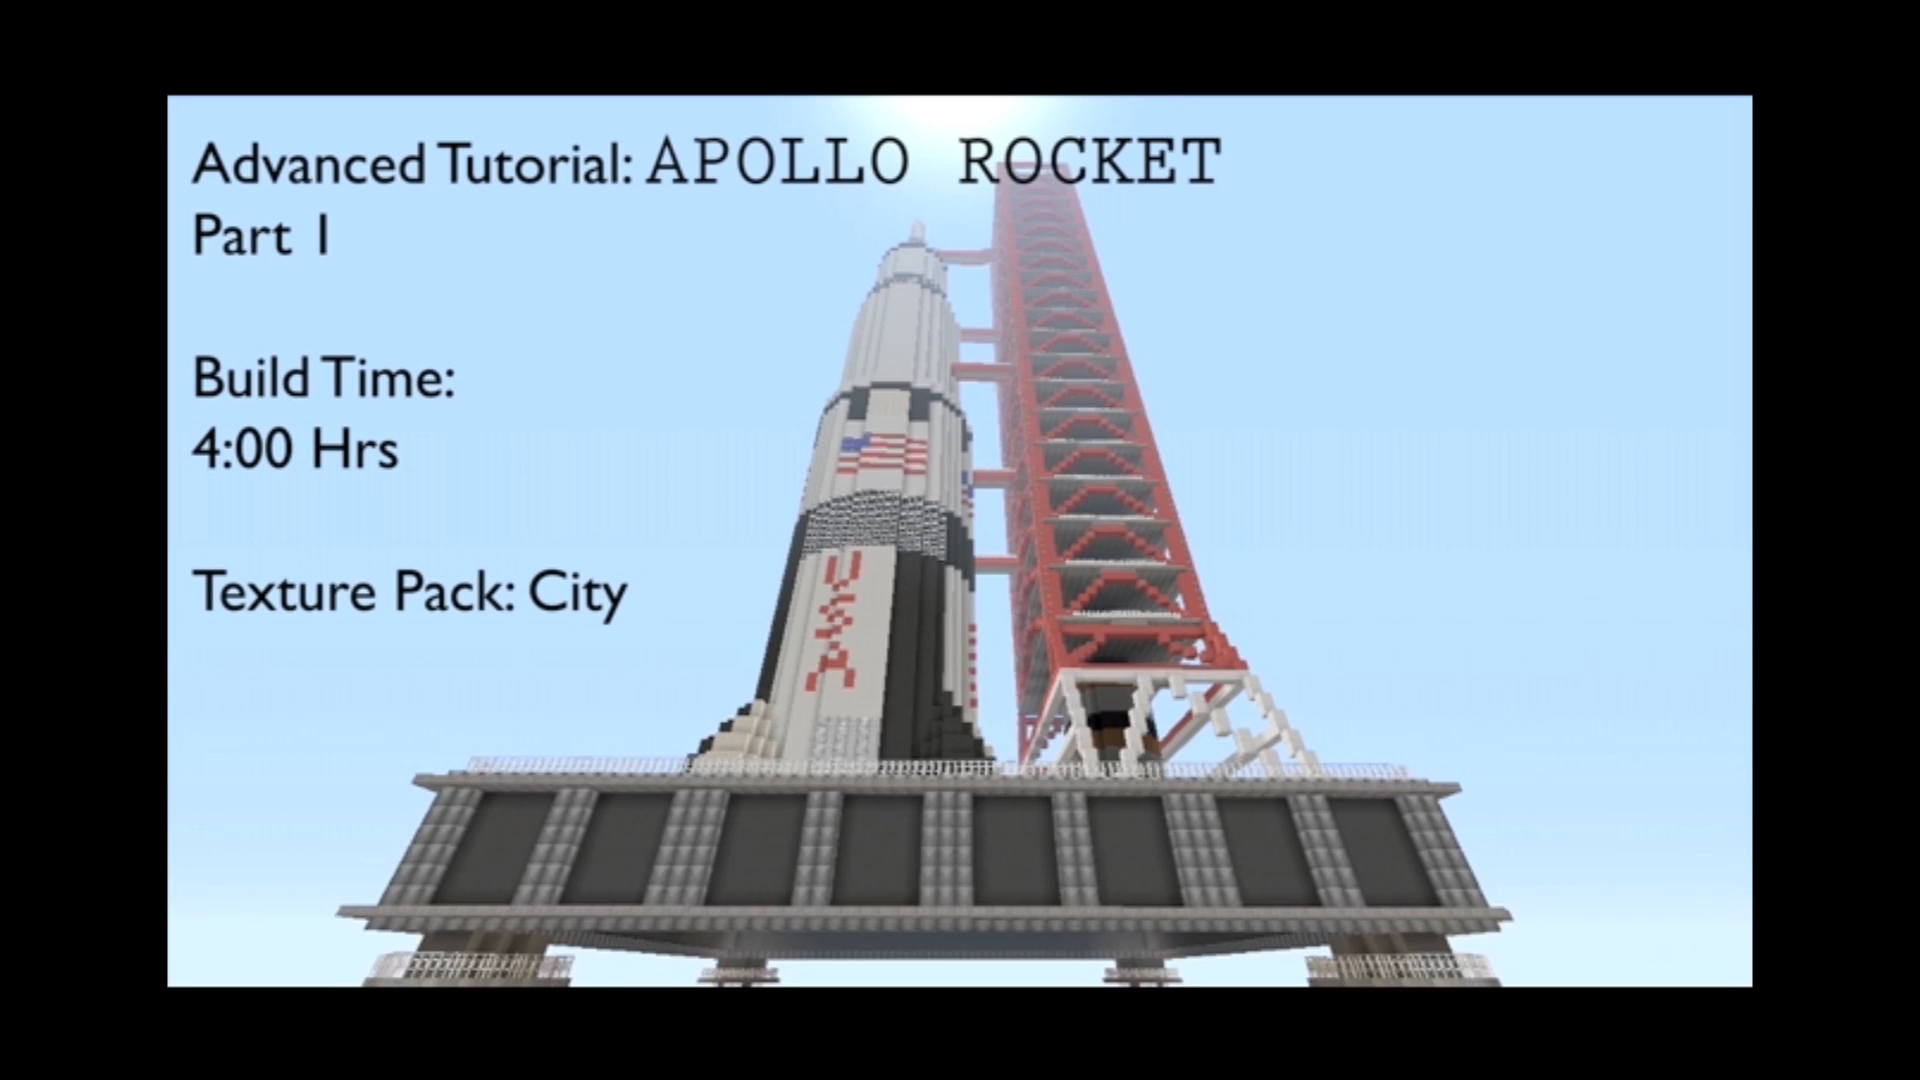 Advanced Tutorial: APOLLO ROCKET
Part 1
Build Time:
4:00 Hrs
Texture Pack: City
USA